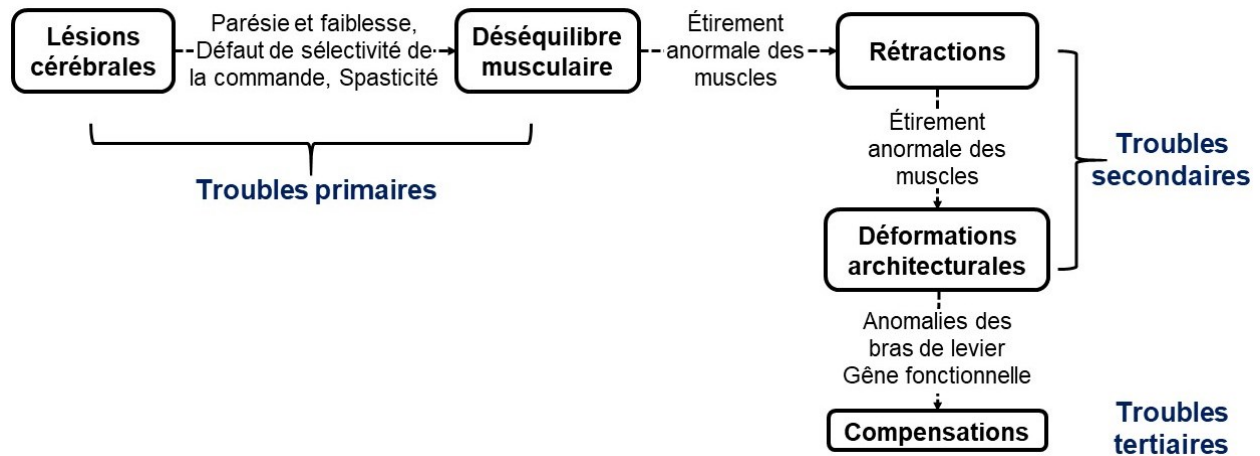 Lésions
cérébrales
Parésie et faiblesse,
Défaut de sélectivité de
la commande, Spasticité
Déséquilibre
musculaire
Étirement
anormale des
muscles
Rétractions
Troubles primaires
Étirement
anormale des
muscles
Troubles
secondaires
Déformations
architecturales
Anomalies des
bras de levier
Gêne fonctionnelle
Compensations
Troubles
tertiaires